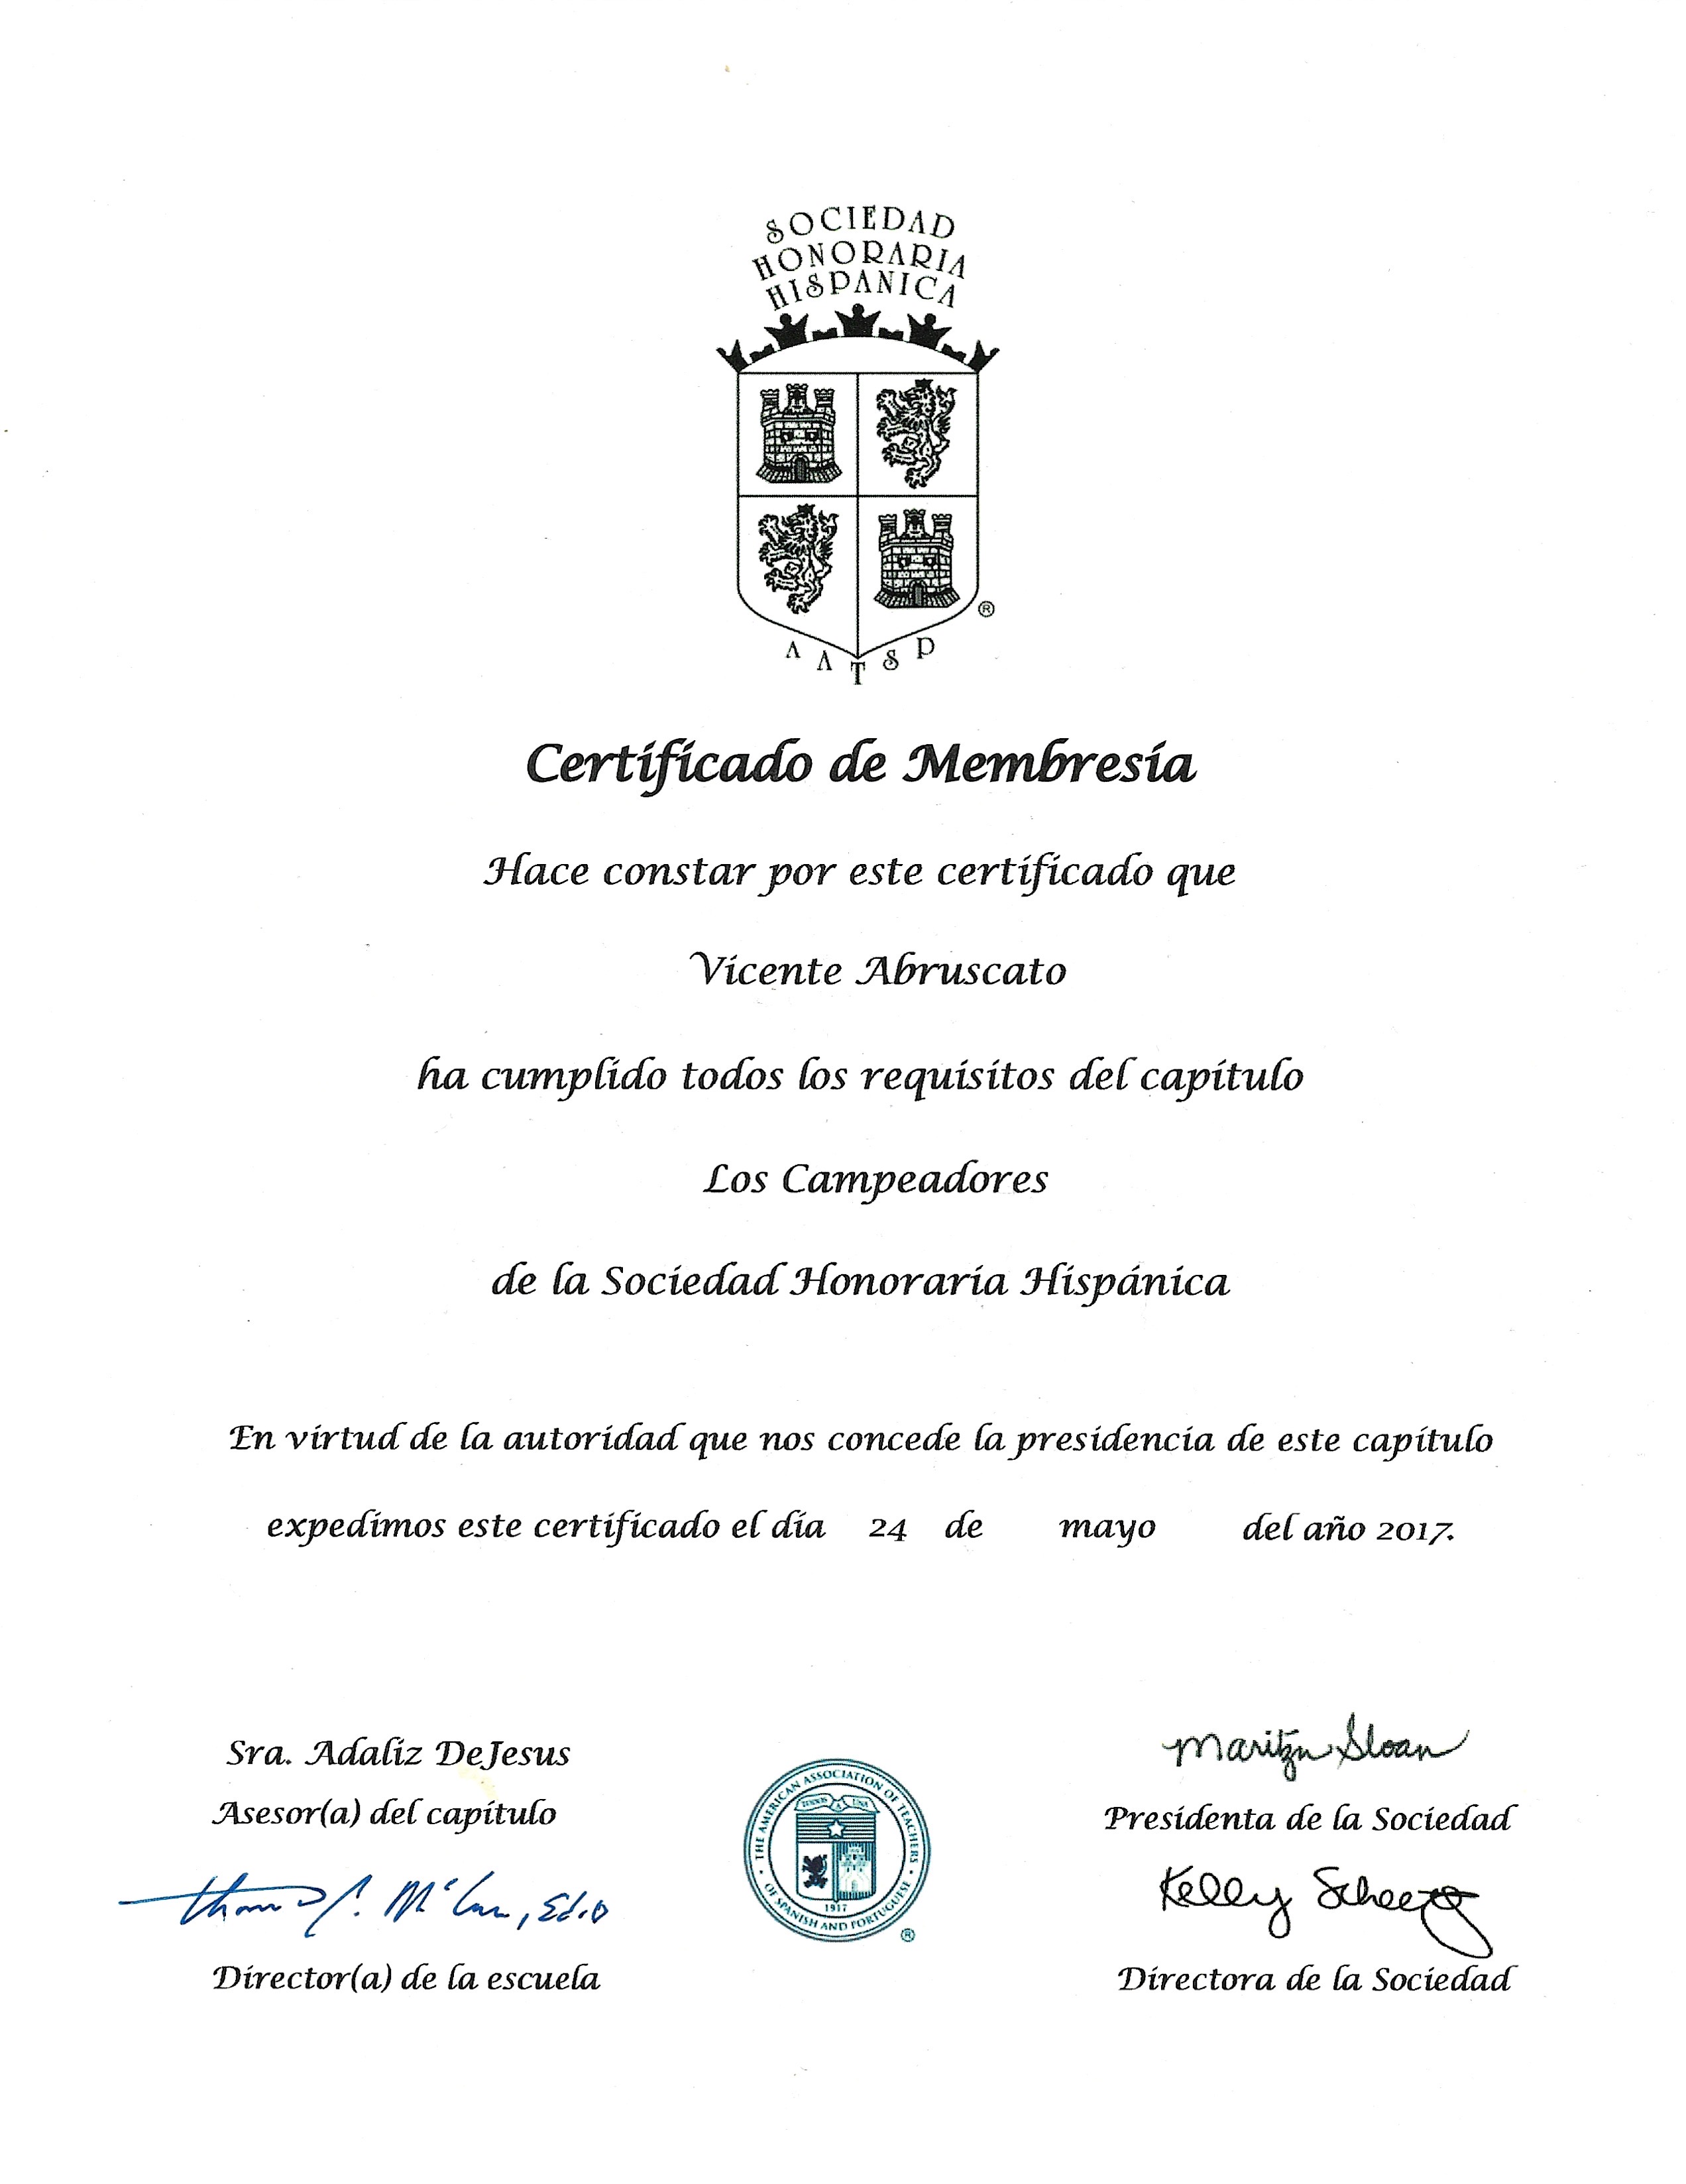 SOCIEDAD
HONORARIA
HISPANICA
®
AATSP
Certificado de Membresía
Hace constar por este certificado que
Vicente Abruscato
ha cumplido todos los requisitos del capítulo
Los Campeadores
de la Sociedad Honoraria Hispánica
En virtud de la autoridad que nos concede la presidencia de este capítulo
expedimos este certificado el día 24 de mayo del año 2017.
Sra. Adaliz DeJesus
Asesor(a) del capítulo
Ed.D
Director(a) de la escuela
THE AMERICAN ASSOCIATION OF TEACHERS
OF SPANISH AND PORTUGUESE
TODOS A UNA
1917
®
Maritza Sloan
Presidenta de la Sociedad
Kelly
Directora de la Sociedad